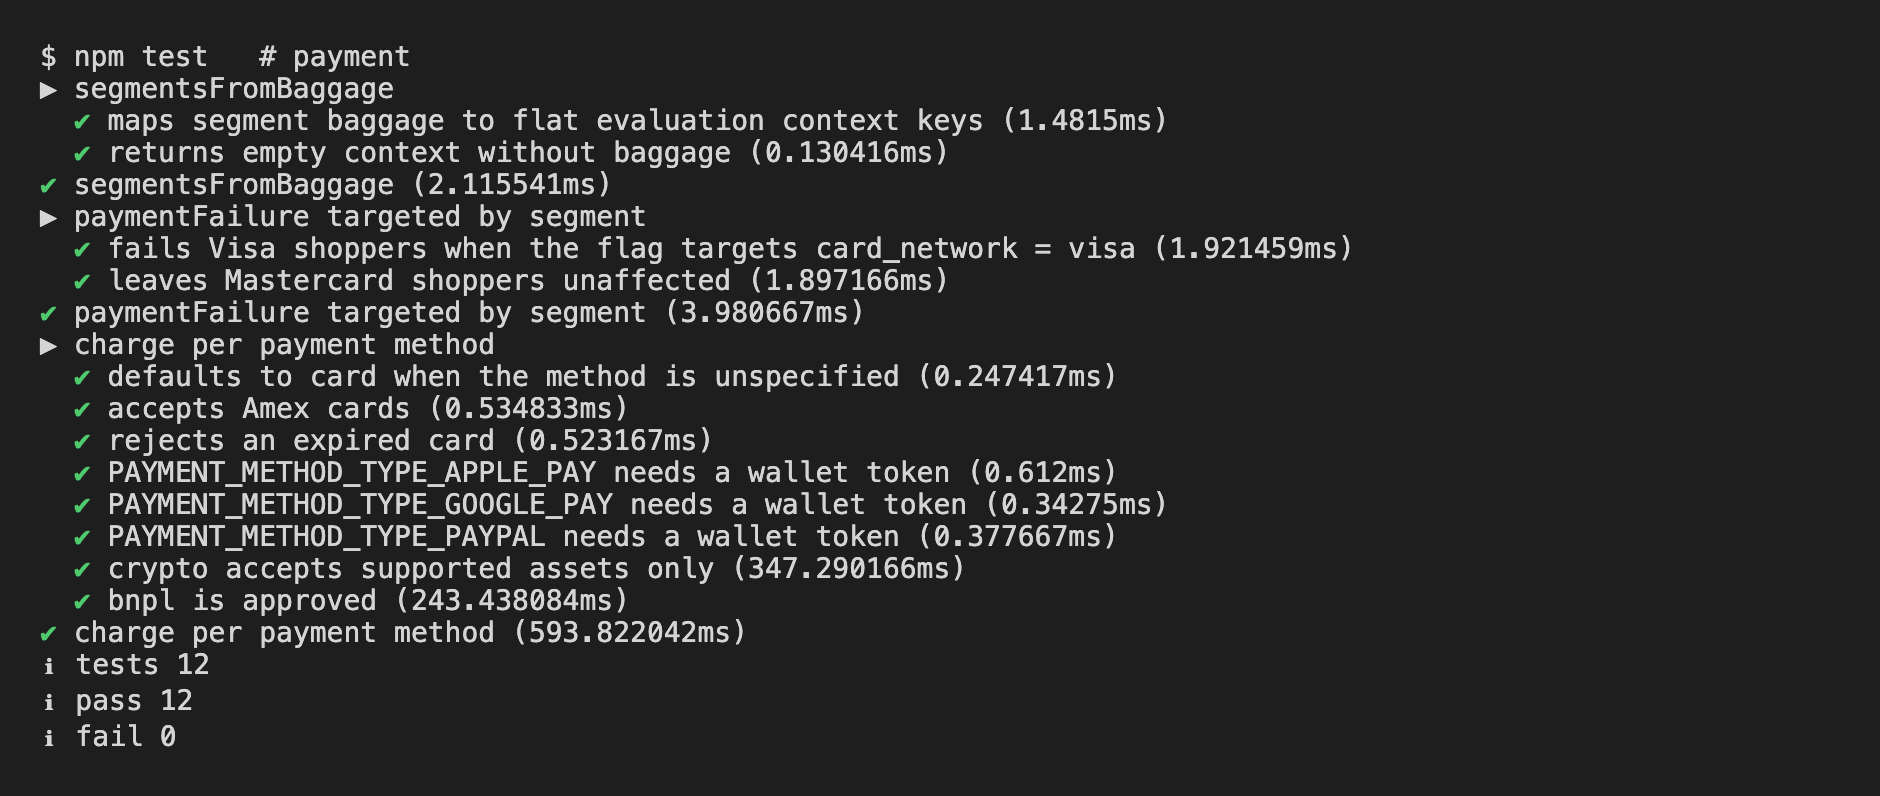 $ npm test   # payment
▶ segmentsFromBaggage
  ✔ maps segment baggage to flat evaluation context keys (1.4815ms)
  ✔ returns empty context without baggage (0.130416ms)
✔ segmentsFromBaggage (2.115541ms)
▶ paymentFailure targeted by segment
  ✔ fails Visa shoppers when the flag targets card_network = visa (1.921459ms)
  ✔ leaves Mastercard shoppers unaffected (1.897166ms)
✔ paymentFailure targeted by segment (3.980667ms)
▶ charge per payment method
  ✔ defaults to card when the method is unspecified (0.247417ms)
  ✔ accepts Amex cards (0.534833ms)
  ✔ rejects an expired card (0.523167ms)
  ✔ PAYMENT_METHOD_TYPE_APPLE_PAY needs a wallet token (0.612ms)
  ✔ PAYMENT_METHOD_TYPE_GOOGLE_PAY needs a wallet token (0.34275ms)
  ✔ PAYMENT_METHOD_TYPE_PAYPAL needs a wallet token (0.377667ms)
  ✔ crypto accepts supported assets only (347.290166ms)
  ✔ bnpl is approved (243.438084ms)
✔ charge per payment method (593.822042ms)
ℹ tests 12
ℹ pass 12
ℹ fail 0